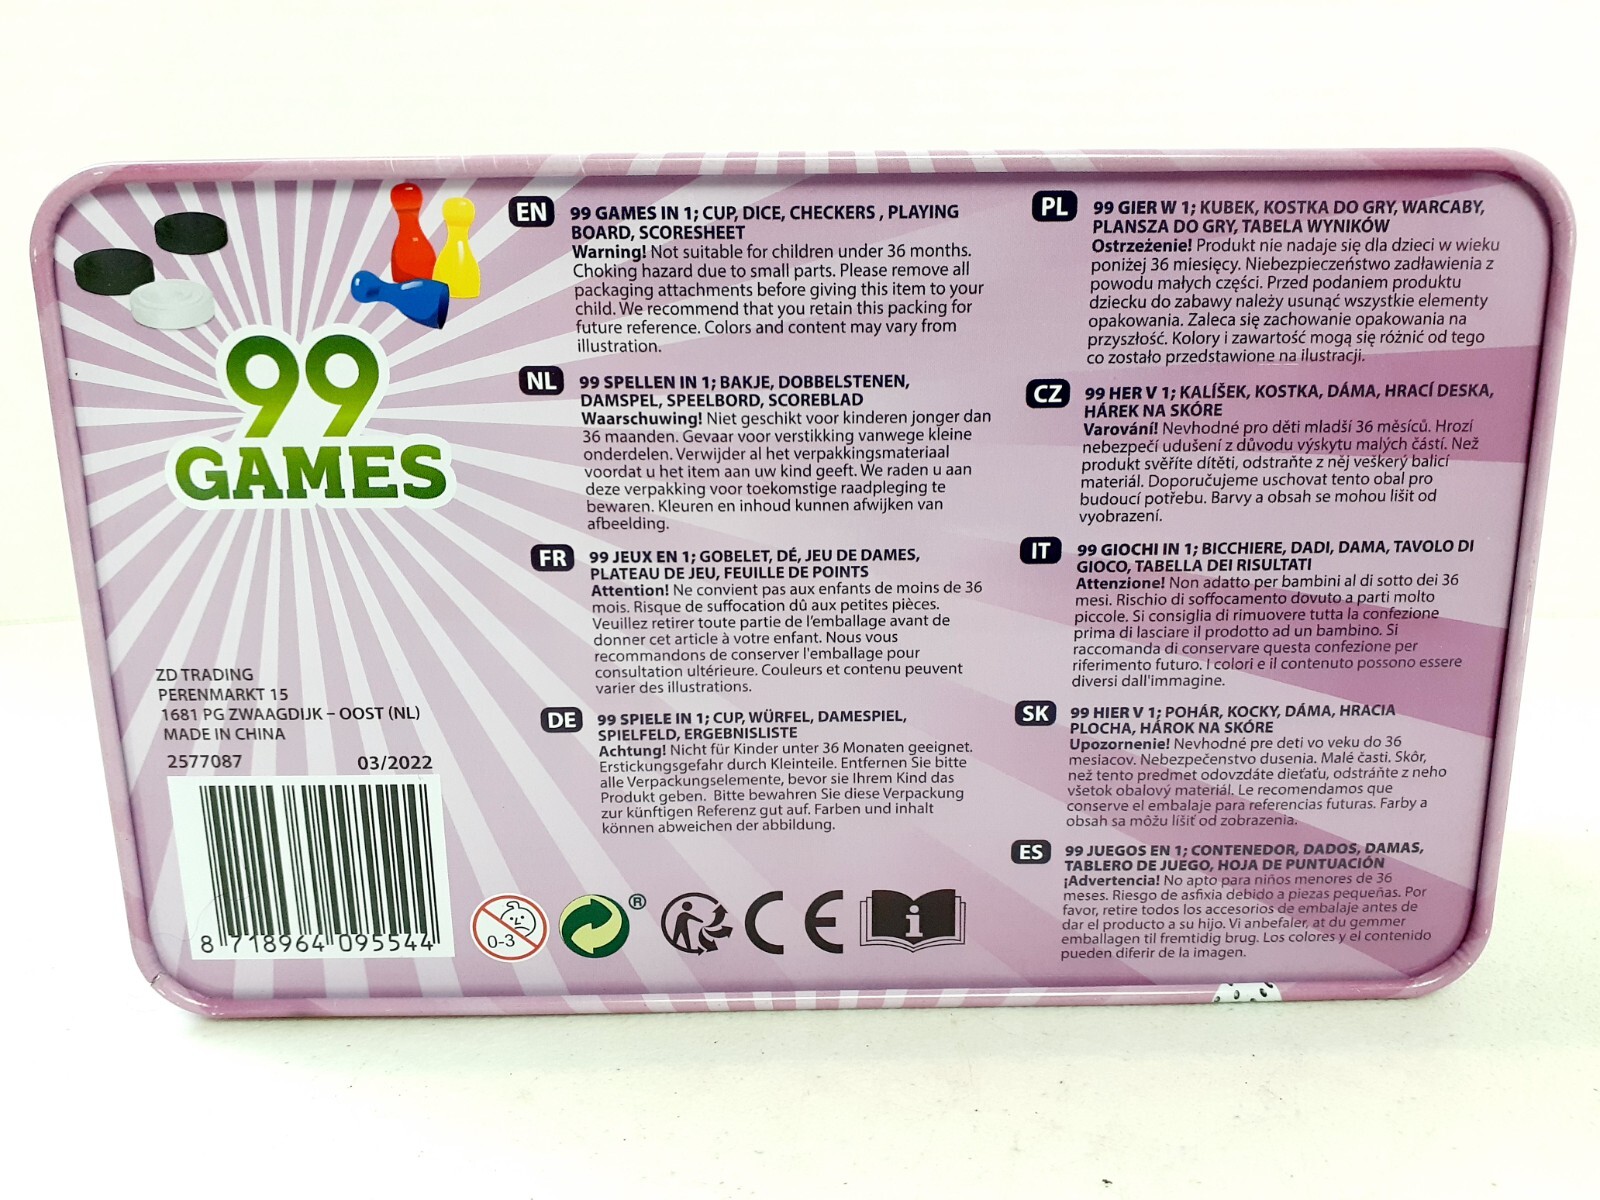 99
GAMES
ZD TRADING
PERENMARKT 15
1681 PG ZWAAGDIJK – OOST (NL)
MADE IN CHINA
2577087 03/2022
8 718964 095544
EN 99 GAMES IN 1; CUP, DICE, CHECKERS , PLAYING
BOARD, SCORESHEET
Warning! Not suitable for children under 36 months.
Choking hazard due to small parts. Please remove all
packaging attachments before giving this item to your
child. We recommend that you retain this packing for
future reference. Colors and content may vary from
illustration.
NL 99 SPELLEN IN 1; BAKJE, DOBBELSTENEN,
DAMSPEL, SPEELBORD, SCOREBLAD
Waarschuwing! Niet geschikt voor kinderen jonger dan
36 maanden. Gevaar voor verstikking vanwege kleine
onderdelen. Verwijder al het verpakkingsmateriaal
voordat u het item aan uw kind geeft. We raden u aan
deze verpakking voor toekomstige raadpleging te
bewaren. Kleuren en inhoud kunnen afwijken van
afbeelding.
FR 99 JEUX EN 1; GOBELET, DÉ, JEU DE DAMES,
PLATEAU DE JEU, FEUILLE DE POINTS
Attention! Ne convient pas aux enfants de moins de 36
mois. Risque de suffocation dû aux petites pièces.
Veuillez retirer toute partie de l'emballage avant de
donner cet article à votre enfant. Nous vous
recommandons de conserver l'emballage pour
consultation ultérieure. Couleurs et contenu peuvent
varier des illustrations.
DE 99 SPIELE IN 1; CUP, WÜRFEL, DAMESPIEL,
SPIELFELD, ERGEBNISLISTE
Achtung! Nicht für Kinder unter 36 Monaten geeignet.
Erstickungsgefahr durch Kleinteile. Entfernen Sie bitte
alle Verpackungselemente, bevor sie Ihrem Kind das
Produkt geben. Bitte bewahren Sie diese Verpackung
zur künftigen Referenz gut auf. Farben und inhalt
können abweichen der abbildung.
0-3 ® CE i
PL 99 GIER W 1; KUBEK, KOSTKA DO GRY, WARCABY,
PLANSZA DO GRY, TABELA WYNIKÓW
Ostrzeżenie! Produkt nie nadaje się dla dzieci w wieku
poniżej 36 miesięcy. Niebezpieczeństwo zadławienia z
powodu małych części. Przed podaniem produktu
dziecku do zabawy należy usunąć wszystkie elementy
opakowania. Zaleca się zachowanie opakowania na
przyszłość. Kolory i zawartość mogą się różnić od tego
co zostało przedstawione na ilustracji.
CZ 99 HER V 1; KALÍŠEK, KOSTKA, DÁMA, HRACÍ DESKA,
HÁREK NA SKÓRE
Varování! Nevhodné pro děti mladší 36 měsíců. Hrozí
nebezpečí udušení z důvodu výskytu malých částí. Než
produkt svěříte dítěti, odstraňte z něj veškerý balicí
materiál. Doporučujeme uschovat tento obal pro
budoucí potřebu. Barvy a obsah se mohou lišit od
vyobrazení.
IT 99 GIOCHI IN 1; BICCHIERE, DADI, DAMA, TAVOLO DI
GIOCO, TABELLA DEI RISULTATI
Attenzione! Non adatto per bambini al di sotto dei 36
mesi. Rischio di soffocamento dovuto a parti molto
piccole. Si consiglia di rimuovere tutta la confezione
prima di lasciare il prodotto ad un bambino. Si
raccomanda di conservare questa confezione per
riferimento futuro. I colori e il contenuto possono essere
diversi dall'immagine.
SK 99 HIER V 1; POHÁR, KOCKY, DÁMA, HRACIA
PLOCHA, HÁROK NA SKÓRE
Upozornenie! Nevhodné pre deti vo veku do 36
mesiacov. Nebezpečenstvo dusenia. Malé časti. Skôr,
než tento predmet odovzdáte dieťaťu, odstráňte z neho
všetok obalový materiál. Le recomendamos que
conserve el embalaje para referencias futuras. Farby a
obsah sa môžu líšiť od zobrazenia.
ES 99 JUEGOS EN 1; CONTENEDOR, DADOS, DAMAS,
TABLERO DE JUEGO, HOJA DE PUNTUACIÓN
¡Advertencia! No apto para niños menores de 36
meses. Riesgo de asfixia debido a piezas pequeñas. Por
favor, retire todos los accesorios de embalaje antes de
dar el producto a su hijo. Vi anbefaler, at du gemmer
emballagen til fremtidig brug. Los colores y el contenido
pueden diferir de la imagen.